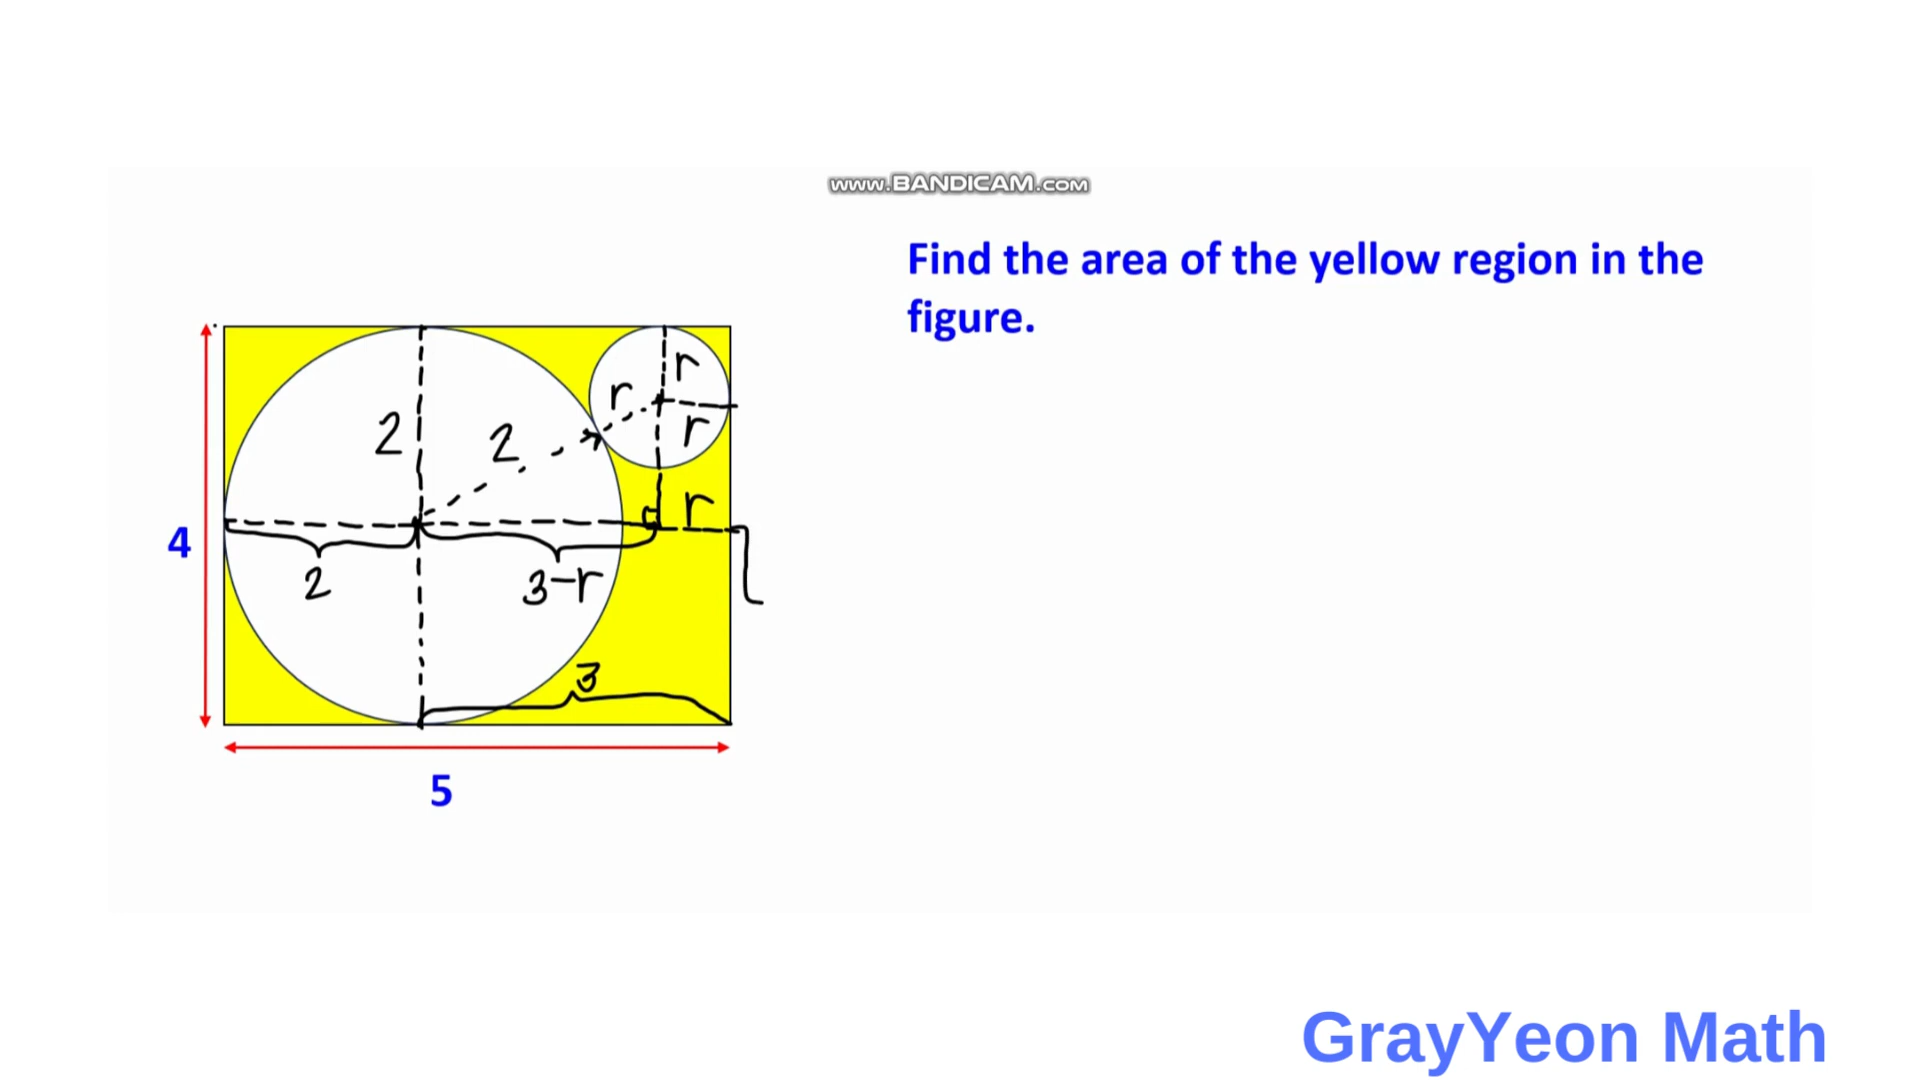 www.BANDICAM.com
Find the area of the yellow region in the
figure.
r
r
2
2
r
r
4
2
3-r
3
5
GrayYeon Math